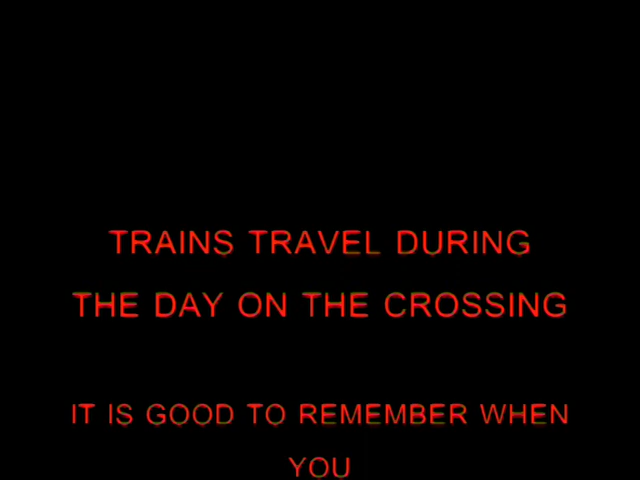 TRAINS TRAVEL DURING
THE DAY ON THE CROSSING
IT IS GOOD TO REMEMBER WHEN
YOU